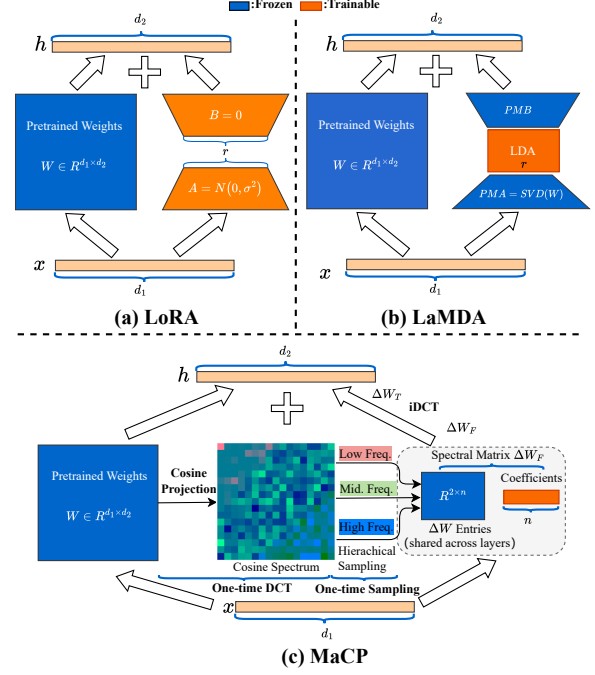 :Frozen :Trainable
d₂
h
Pretrained Weights
W ∈ R^{d₁×d₂}
B = 0
r
A = N(0, σ²)
x
d₁
(a) LoRA
d₂
h
Pretrained Weights
W ∈ R^{d₁×d₂}
PMB
LDA
r
PMA = SVD(W)
x
d₁
(b) LaMDA
d₂
h
ΔW_T
iDCT
ΔW_F
Pretrained Weights
W ∈ R^{d₁×d₂}
Cosine
Projection
Low Freq.
Mid. Freq.
High Freq.
Spectral Matrix ΔW_F
Coefficients
R^{2×n}
n
ΔW Entries
(shared across layers)
Hierachical
Sampling
Cosine Spectrum
One-time DCT
One-time Sampling
x
d₁
(c) MaCP